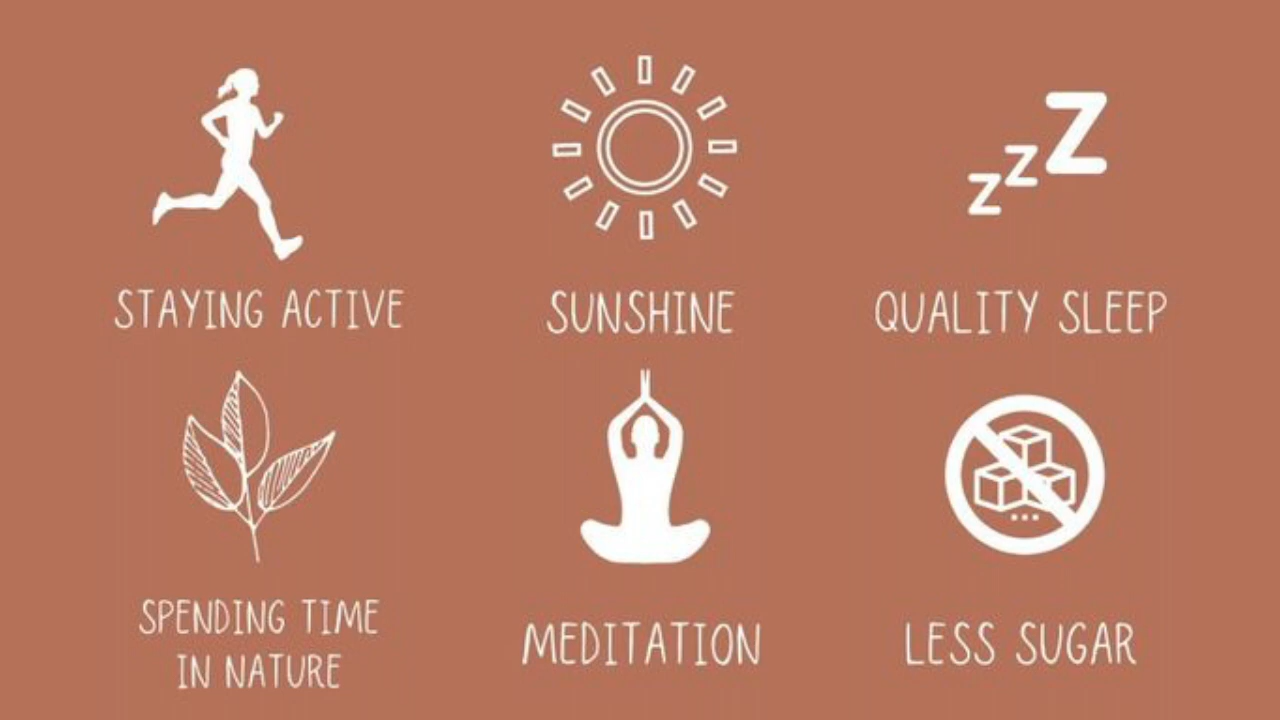 Z
Z
Z
STAYING ACTIVE
SUNSHINE
QUALITY SLEEP
SPENDING TIME
IN NATURE
MEDITATION
LESS SUGAR